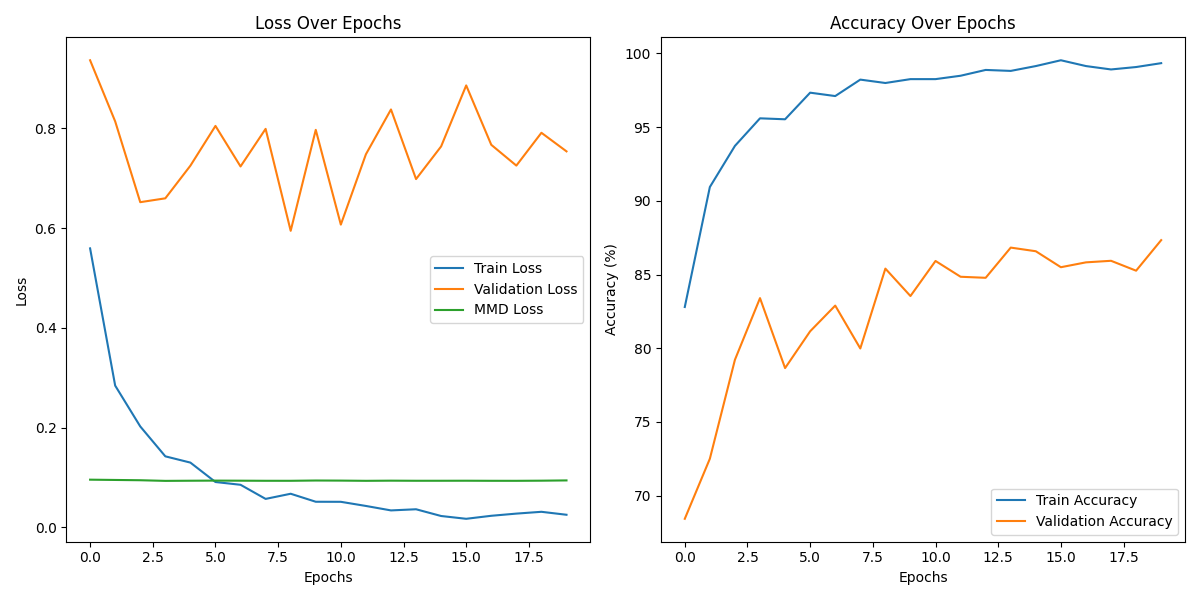 Loss Over Epochs
Loss
0.8
0.6
0.4
0.2
0.0
Train Loss
Validation Loss
MMD Loss
0.0 2.5 5.0 7.5 10.0 12.5 15.0 17.5
Epochs
Accuracy Over Epochs
Accuracy (%)
100
95
90
85
80
75
70
Train Accuracy
Validation Accuracy
0.0 2.5 5.0 7.5 10.0 12.5 15.0 17.5
Epochs